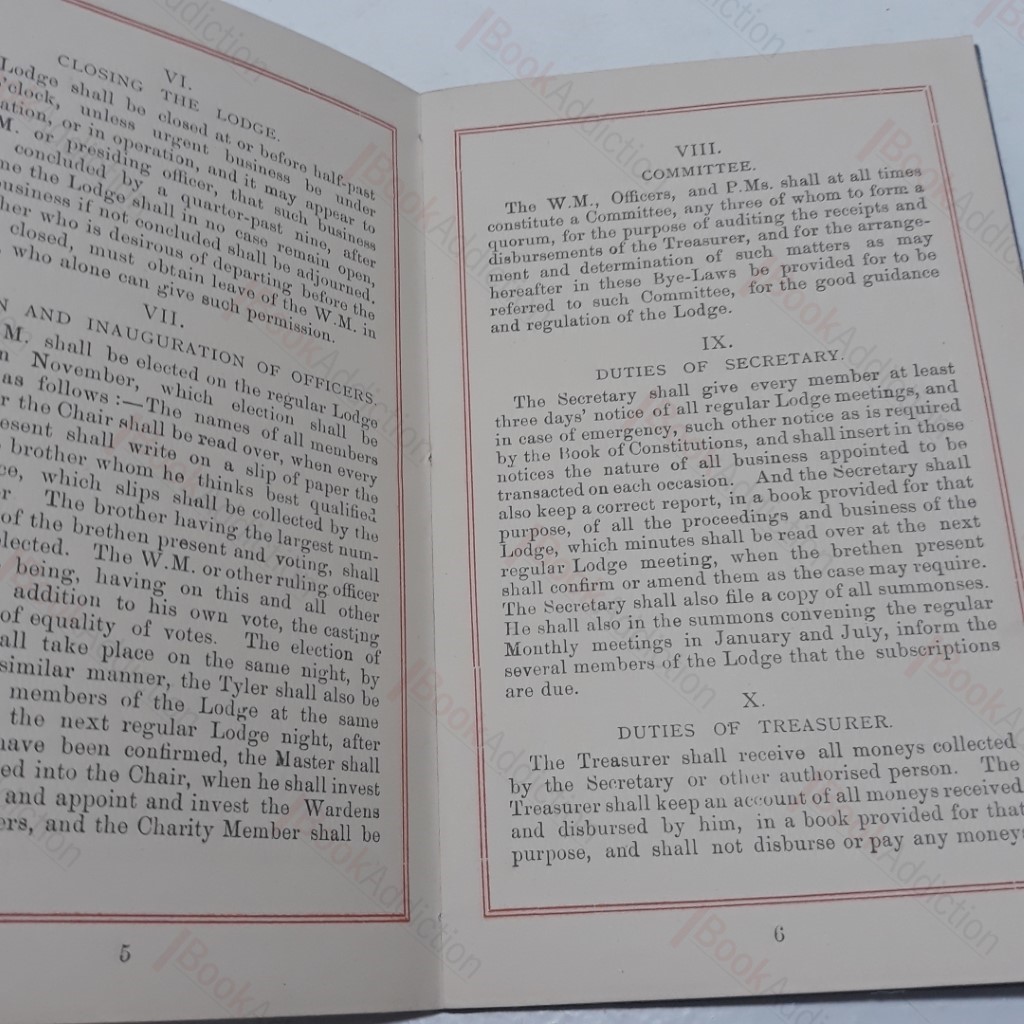 VI.
CLOSING THE LODGE.
Lodge shall be closed at or before half-past
o'clock, unless urgent business be under
ation, or in operation, and it may appear to
M. or presiding officer, that such business
concluded by a quarter-past nine, after
me the Lodge shall in no case remain open,
business if not concluded shall be adjourned.
her who is desirous of departing before the
closed, must obtain leave of the W.M. in
, who alone can give such permission.
VII.
N AND INAUGURATION OF OFFICERS.
M. shall be elected on the regular Lodge
n November, which election shall be
as follows :—The names of all members
r the Chair shall be read over, when every
esent shall write on a slip of paper the
brother whom he thinks best qualified
ce, which slips shall be collected by the
r The brother having the largest num-
of the brethen present and voting, shall
lected. The W.M. or other ruling officer
being, having on this and all other
addition to his own vote, the casting
of equality of votes. The election of
all take place on the same night, by
similar manner, the Tyler shall also be
members of the Lodge at the same
the next regular Lodge night, after
have been confirmed, the Master shall
ed into the Chair, when he shall invest
and appoint and invest the Wardens
ers, and the Charity Member shall be
5
VIII.
COMMITTEE.
The W.M., Officers, and P.Ms. shall at all times
constitute a Committee, any three of whom to form a
quorum, for the purpose of auditing the receipts and
disbursements of the Treasurer, and for the arrange-
ment and determination of such matters as may
hereafter in these Bye-Laws be provided for to be
referred to such Committee, for the good guidance
and regulation of the Lodge.
IX.
DUTIES OF SECRETARY.
The Secretary shall give every member at least
three days' notice of all regular Lodge meetings, and
in case of emergency, such other notice as is required
by the Book of Constitutions, and shall insert in those
notices the nature of all business appointed to be
transacted on each occasion. And the Secretary shall
also keep a correct report, in a book provided for that
purpose, of all the proceedings and business of the
Lodge, which minutes shall be read over at the next
regular Lodge meeting, when the brethen present
shall confirm or amend them as the case may require.
The Secretary shall also file a copy of all summonses.
He shall also in the summons convening the regular
Monthly meetings in January and July, inform the
several members of the Lodge that the subscriptions
are due.
X.
DUTIES OF TREASURER.
The Treasurer shall receive all moneys collected
by the Secretary or other authorised person. The
Treasurer shall keep an account of all moneys received
and disbursed by him, in a book provided for that
purpose, and shall not disburse or pay any moneys
6
BookAddiction